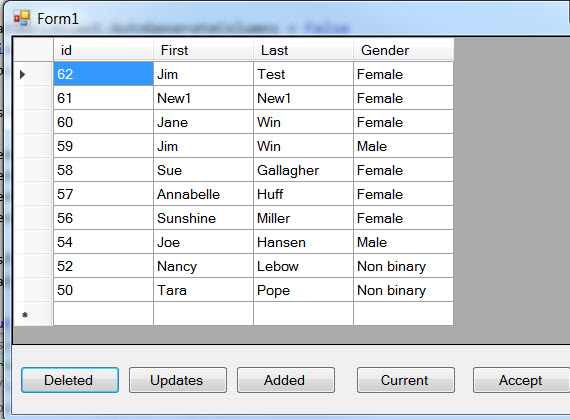 Form1
id First Last Gender
62 Jim Test Female
61 New1 New1 Female
60 Jane Win Female
59 Jim Win Male
58 Sue Gallagher Female
57 Annabelle Huff Female
56 Sunshine Miller Female
54 Joe Hansen Male
52 Nancy Lebow Non binary
50 Tara Pope Non binary
*
Deleted Updates Added Current Accept